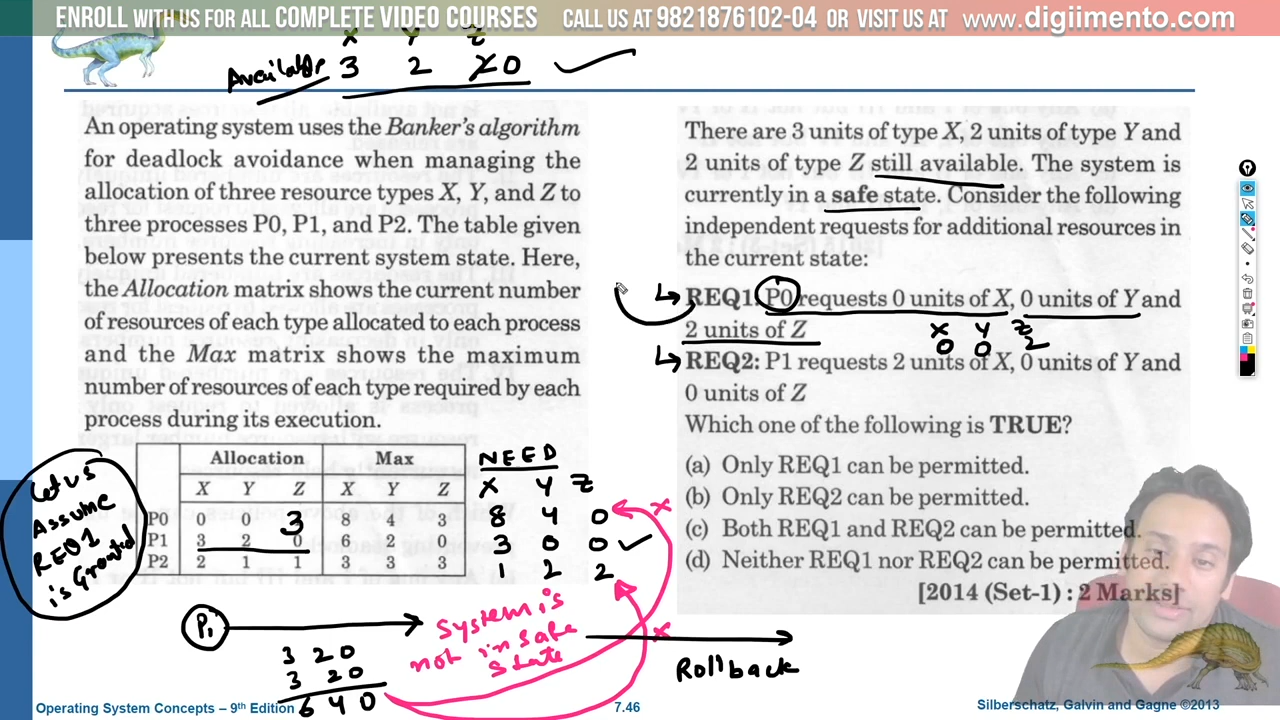 ENROLL WITH US FOR ALL COMPLETE VIDEO COURSES CALL US AT 9821876102-04 OR VISIT US AT www.digiimento.com
X Y Z
Available 3 2 2 0
An operating system uses the Banker's algorithm
for deadlock avoidance when managing the
allocation of three resource types X, Y, and Z to
three processes P0, P1, and P2. The table given
below presents the current system state. Here,
the Allocation matrix shows the current number
of resources of each type allocated to each process
and the Max matrix shows the maximum
number of resources of each type required by each
process during its execution.
Allocation Max NEED
X Y Z X Y Z X Y Z
P0 0 0 3 8 4 3 8 4 0
P1 3 2 0 6 2 0 3 0 0
P2 2 1 1 3 3 3 1 2 2
Let us
Assume
REQ1
is Granted
P1
3 2 0
3 2 0
6 4 0
System is
not in safe
state
Rollback
There are 3 units of type X, 2 units of type Y and
2 units of type Z still available. The system is
currently in a safe state. Consider the following
independent requests for additional resources in
the current state:
REQ1: P0 requests 0 units of X, 0 units of Y and
2 units of Z
X Y Z
0 0 2
REQ2: P1 requests 2 units of X, 0 units of Y and
0 units of Z
Which one of the following is TRUE?
(a) Only REQ1 can be permitted.
(b) Only REQ2 can be permitted.
(c) Both REQ1 and REQ2 can be permitted.
(d) Neither REQ1 nor REQ2 can be permitted.
[2014 (Set-1) : 2 Marks]
Operating System Concepts – 9th Edition
7.46
Silberschatz, Galvin and Gagne ©2013